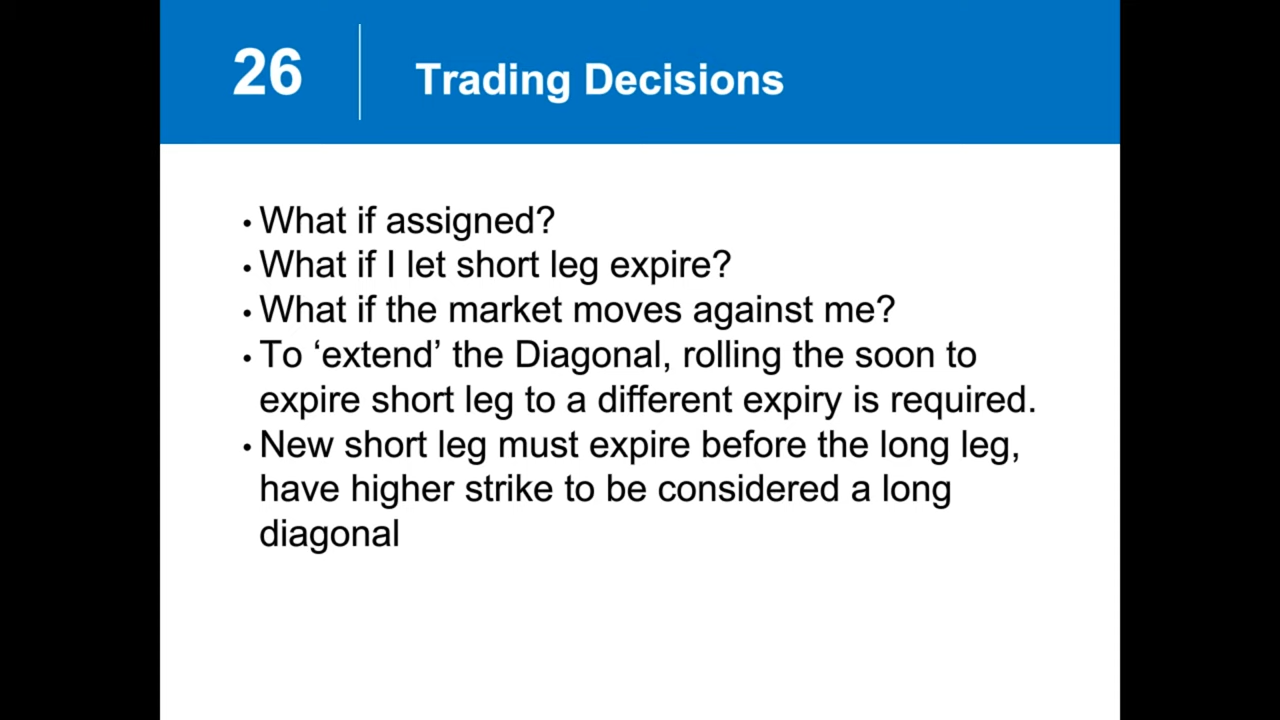 26
Trading Decisions
• What if assigned?
• What if I let short leg expire?
• What if the market moves against me?
• To ‘extend’ the Diagonal, rolling the soon to
expire short leg to a different expiry is required.
• New short leg must expire before the long leg,
have higher strike to be considered a long
diagonal